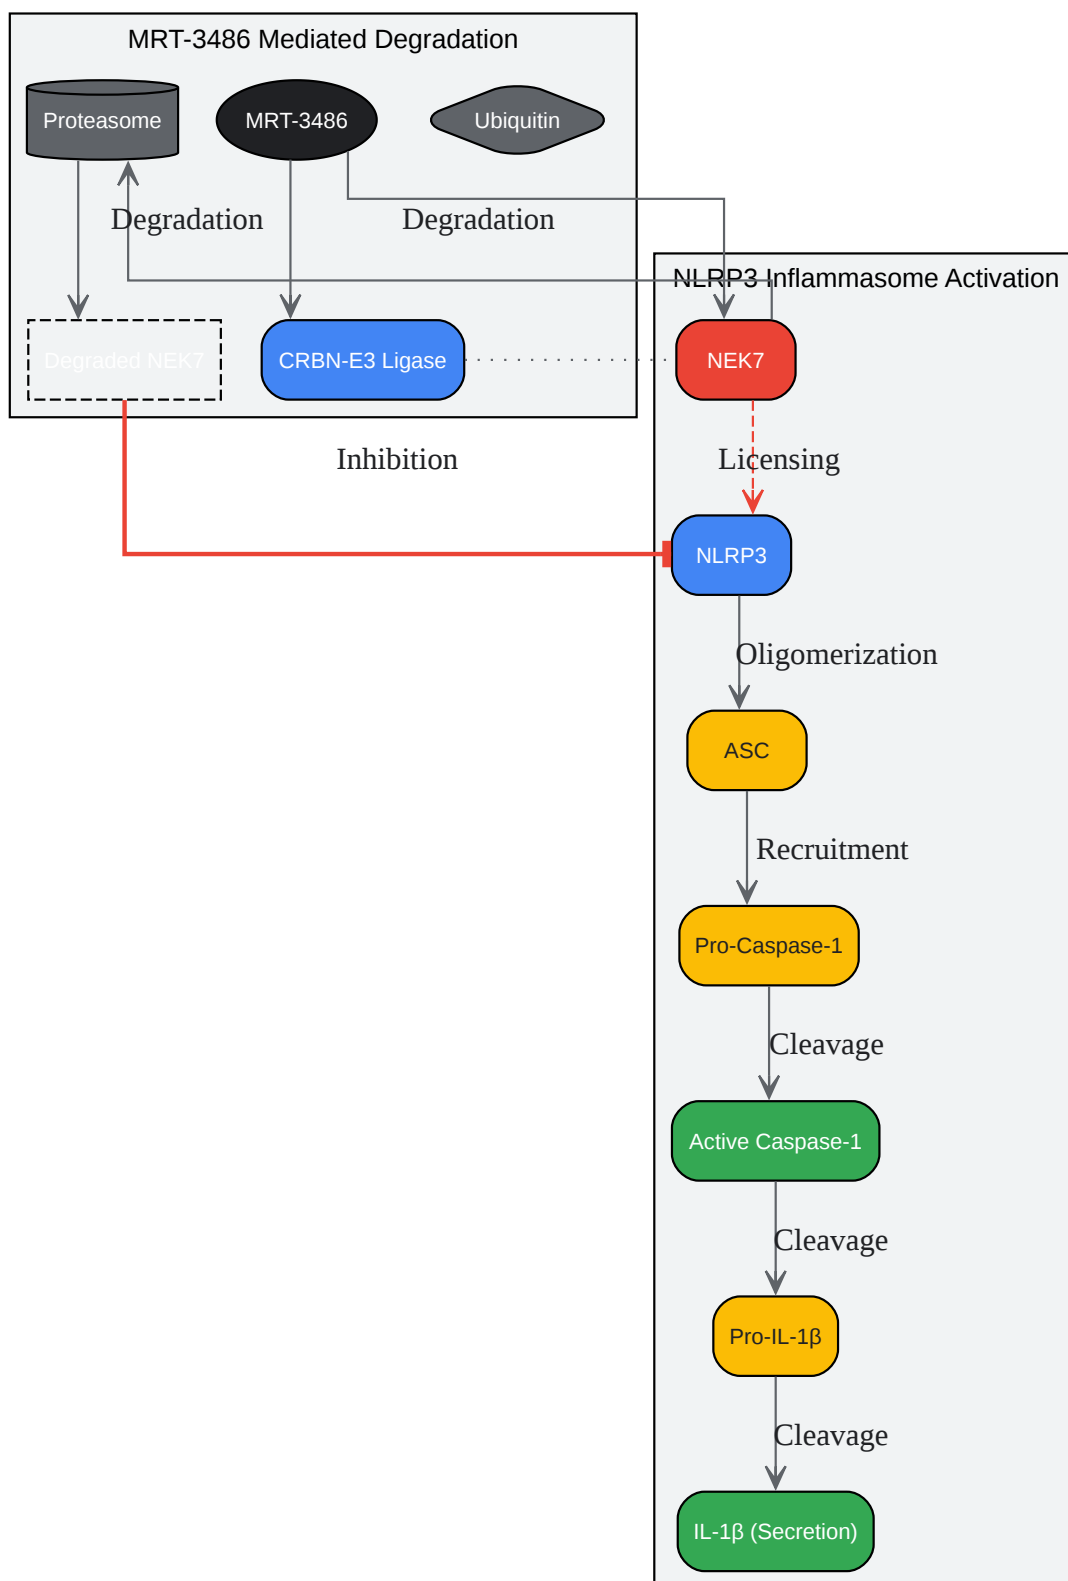 MRT-3486 Mediated Degradation
Proteasome
MRT-3486
Ubiquitin
Degradation
Degradation
NLRP3 Inflammasome Activation
Degraded NEK7
CRBN-E3 Ligase
NEK7
Inhibition
Licensing
NLRP3
Oligomerization
ASC
Recruitment
Pro-Caspase-1
Cleavage
Active Caspase-1
Cleavage
Pro-IL-1β
Cleavage
IL-1β (Secretion)